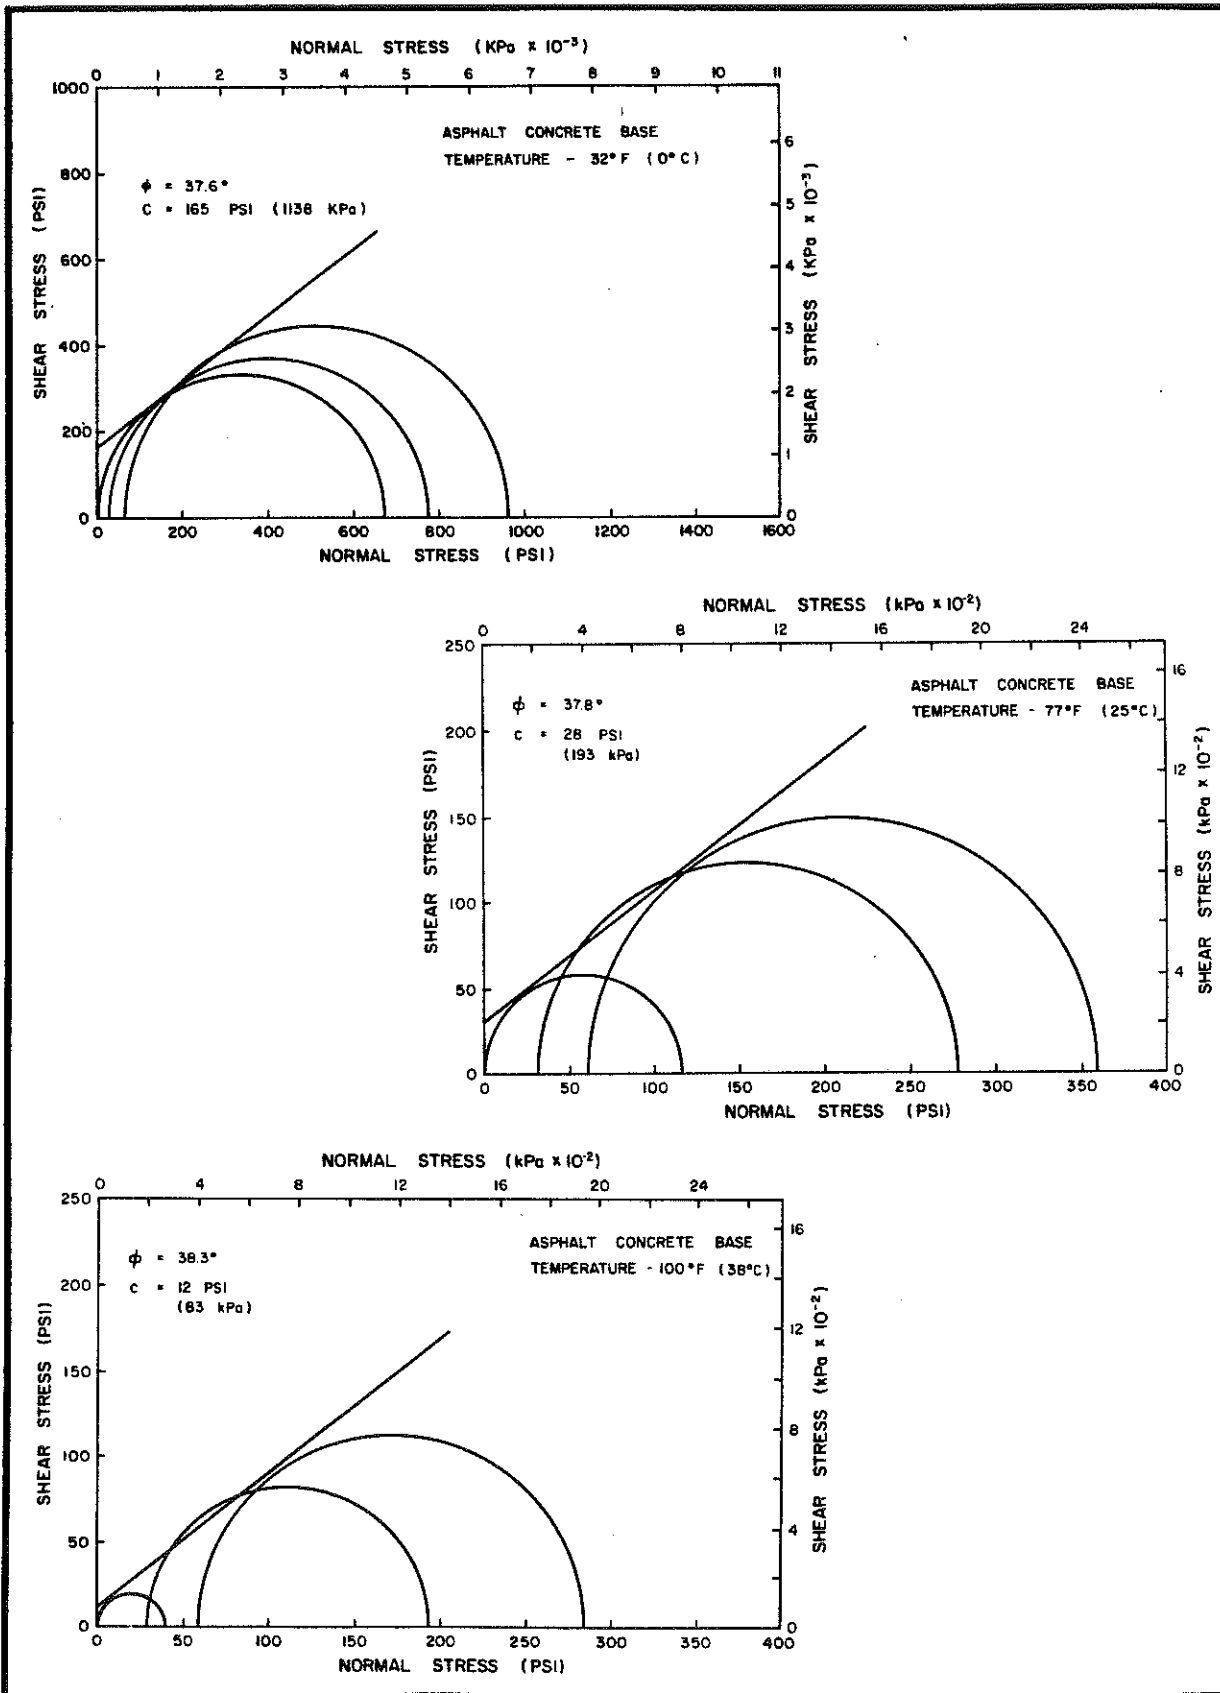 NORMAL STRESS (KPa × 10⁻³)
0 1 2 3 4 5 6 7 8 9 10 11
1000
800
600
400
200
0
SHEAR STRESS (PSI)
ASPHALT CONCRETE BASE
TEMPERATURE - 32°F (0°C)
ϕ = 37.6°
C = 165 PSI (1138 KPa)
6
5
4
3
2
1
0
SHEAR STRESS (KPa × 10⁻³)
0 200 400 600 800 1000 1200 1400 1600
NORMAL STRESS (PSI)
NORMAL STRESS (kPa × 10⁻²)
0 4 8 12 16 20 24
250
200
150
100
50
0
SHEAR STRESS (PSI)
ASPHALT CONCRETE BASE
TEMPERATURE - 77°F (25°C)
ϕ = 37.8°
C = 28 PSI
(193 kPa)
16
12
8
4
0
SHEAR STRESS (kPa × 10⁻²)
0 50 100 150 200 250 300 350 400
NORMAL STRESS (PSI)
NORMAL STRESS (kPa × 10⁻²)
0 4 8 12 16 20 24
250
200
150
100
50
0
SHEAR STRESS (PSI)
ASPHALT CONCRETE BASE
TEMPERATURE - 100°F (38°C)
ϕ = 38.3°
C = 12 PSI
(83 kPa)
16
12
8
4
0
SHEAR STRESS (kPa × 10⁻²)
0 50 100 150 200 250 300 350 400
NORMAL STRESS (PSI)